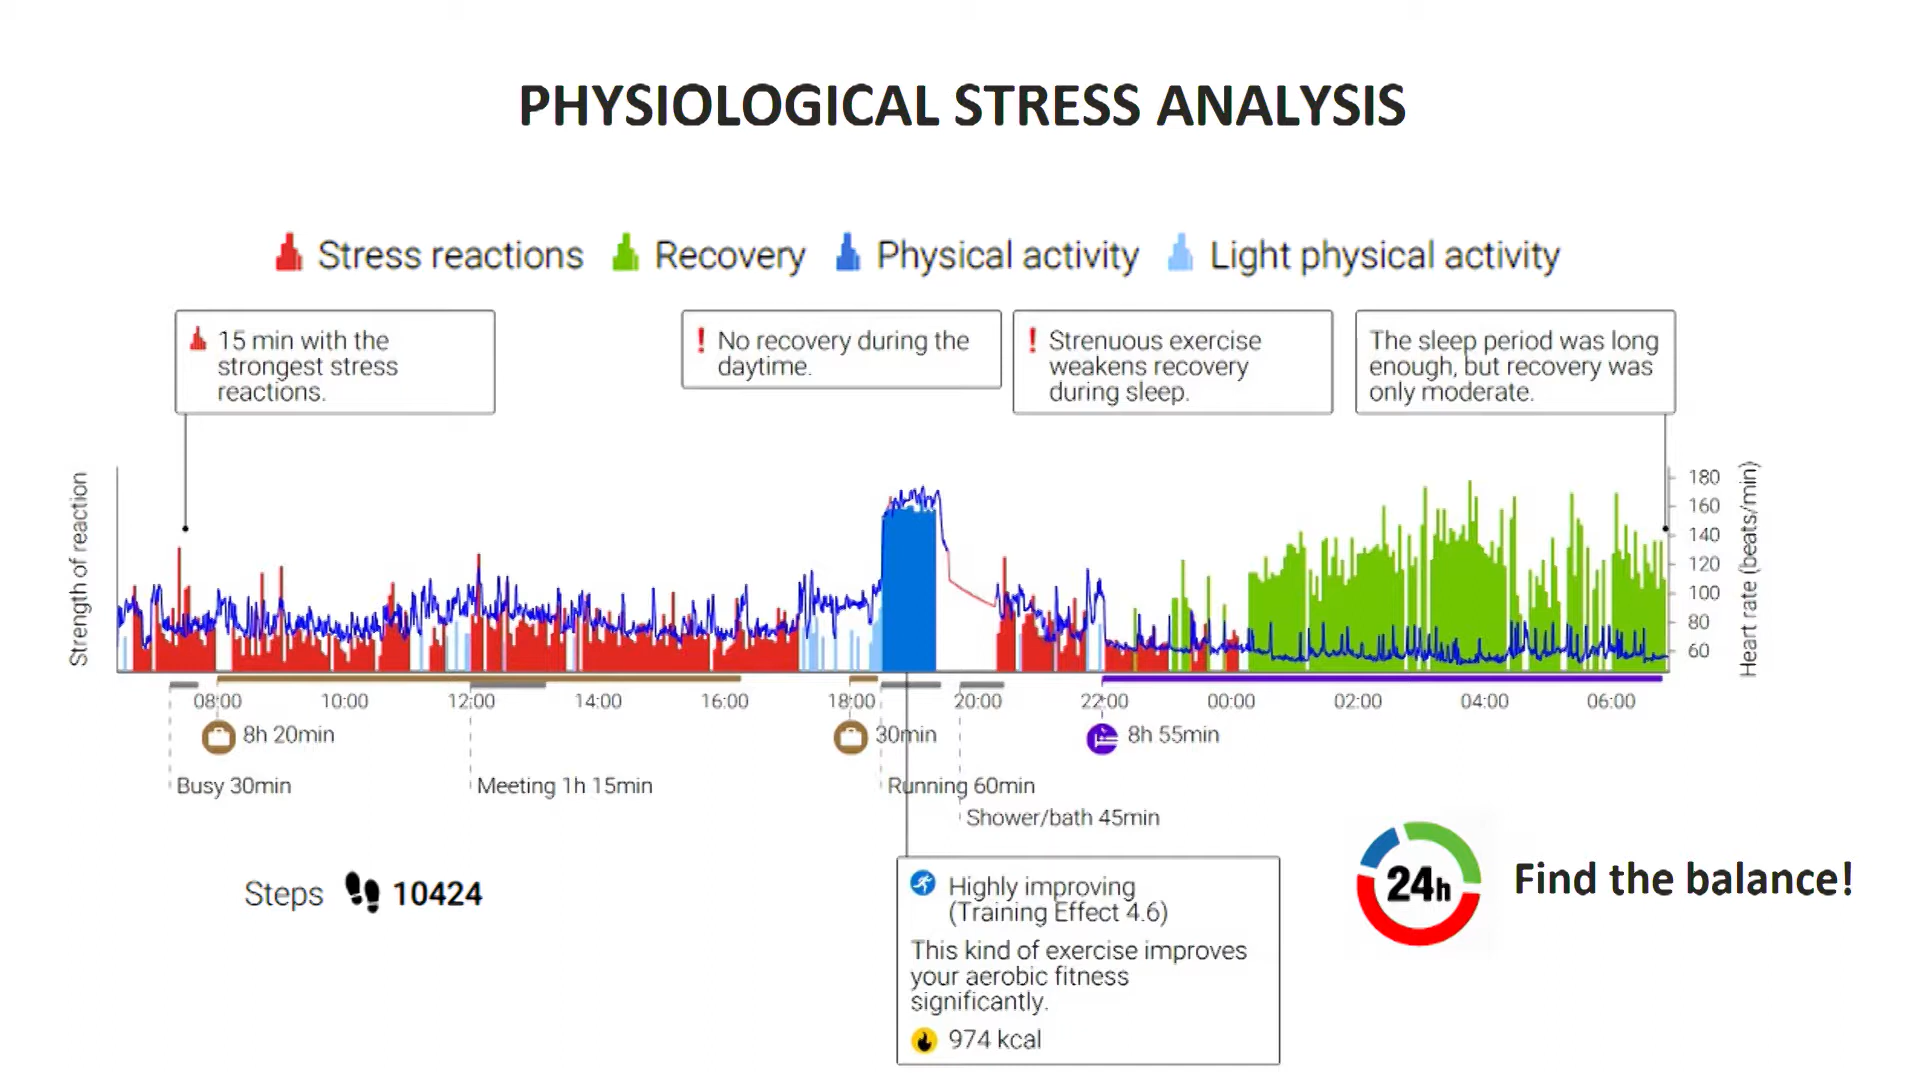 PHYSIOLOGICAL STRESS ANALYSIS
Stress reactions Recovery Physical activity Light physical activity
15 min with the
strongest stress
reactions.
! No recovery during the
daytime.
! Strenuous exercise
weakens recovery
during sleep.
The sleep period was long
enough, but recovery was
only moderate.
Strength of reaction
180
160
140
120
100
80
60
Heart rate (beats/min)
08:00 10:00 12:00 14:00 16:00 18:00 20:00 22:00 00:00 02:00 04:00 06:00
8h 20min 30min 8h 55min
Busy 30min Meeting 1h 15min Running 60min
Shower/bath 45min
Steps 10424
Highly improving
(Training Effect 4.6)
This kind of exercise improves
your aerobic fitness
significantly.
974 kcal
24h Find the balance!